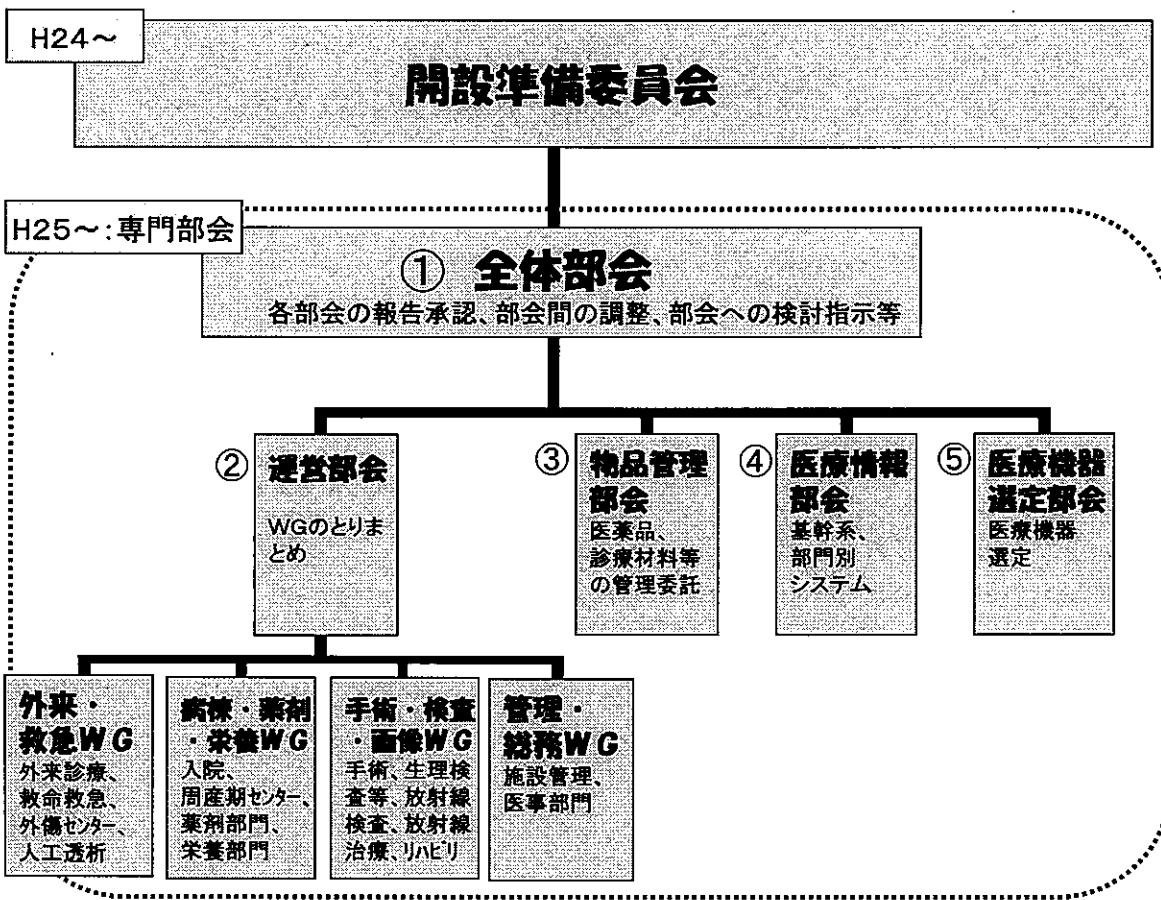 H24～
開設準備委員会
H25～：専門部会
① 全体部会
各部会の報告承認、部会間の調整、部会への検討指示等
② 運営部会
WGのとりま
とめ
③ 物品管理
部会
医薬品、
診療材料等
の管理委託
④ 医療情報
部会
基幹系、
部門別
システム
⑤ 医療機器
選定部会
医療機器
選定
外来・
救急WG
外来診療、
救命救急、
外傷センター、
人工透析
病棟・薬剤
・栄養WG
入院、
周産期センター、
薬剤部門、
栄養部門
手術・検査
・画像WG
手術、生理検
査等、放射線
検査、放射線
治療、リハビリ
管理・
総務WG
施設管理、
医事部門